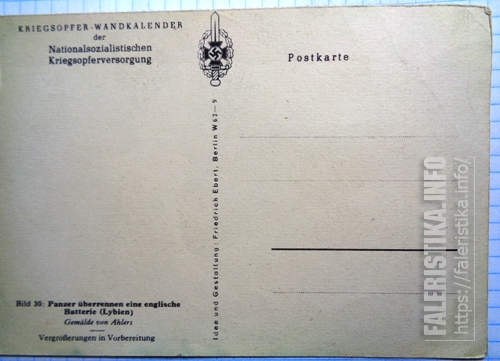 KRIEGSOPFER-WANDKALENDER
der
Nationalsozialistischen
Kriegsopferversorgung
Postkarte
Idee und Gestaltung: Friedrich Ebert, Berlin W 62—9
Bild 30: Panzer überrennen eine englische
Batterie (Lybien)
Gemälde von Ahlers
Vergrößerungen in Vorbereitung
FALERISTIKA.INFO
https://faleristika.info/